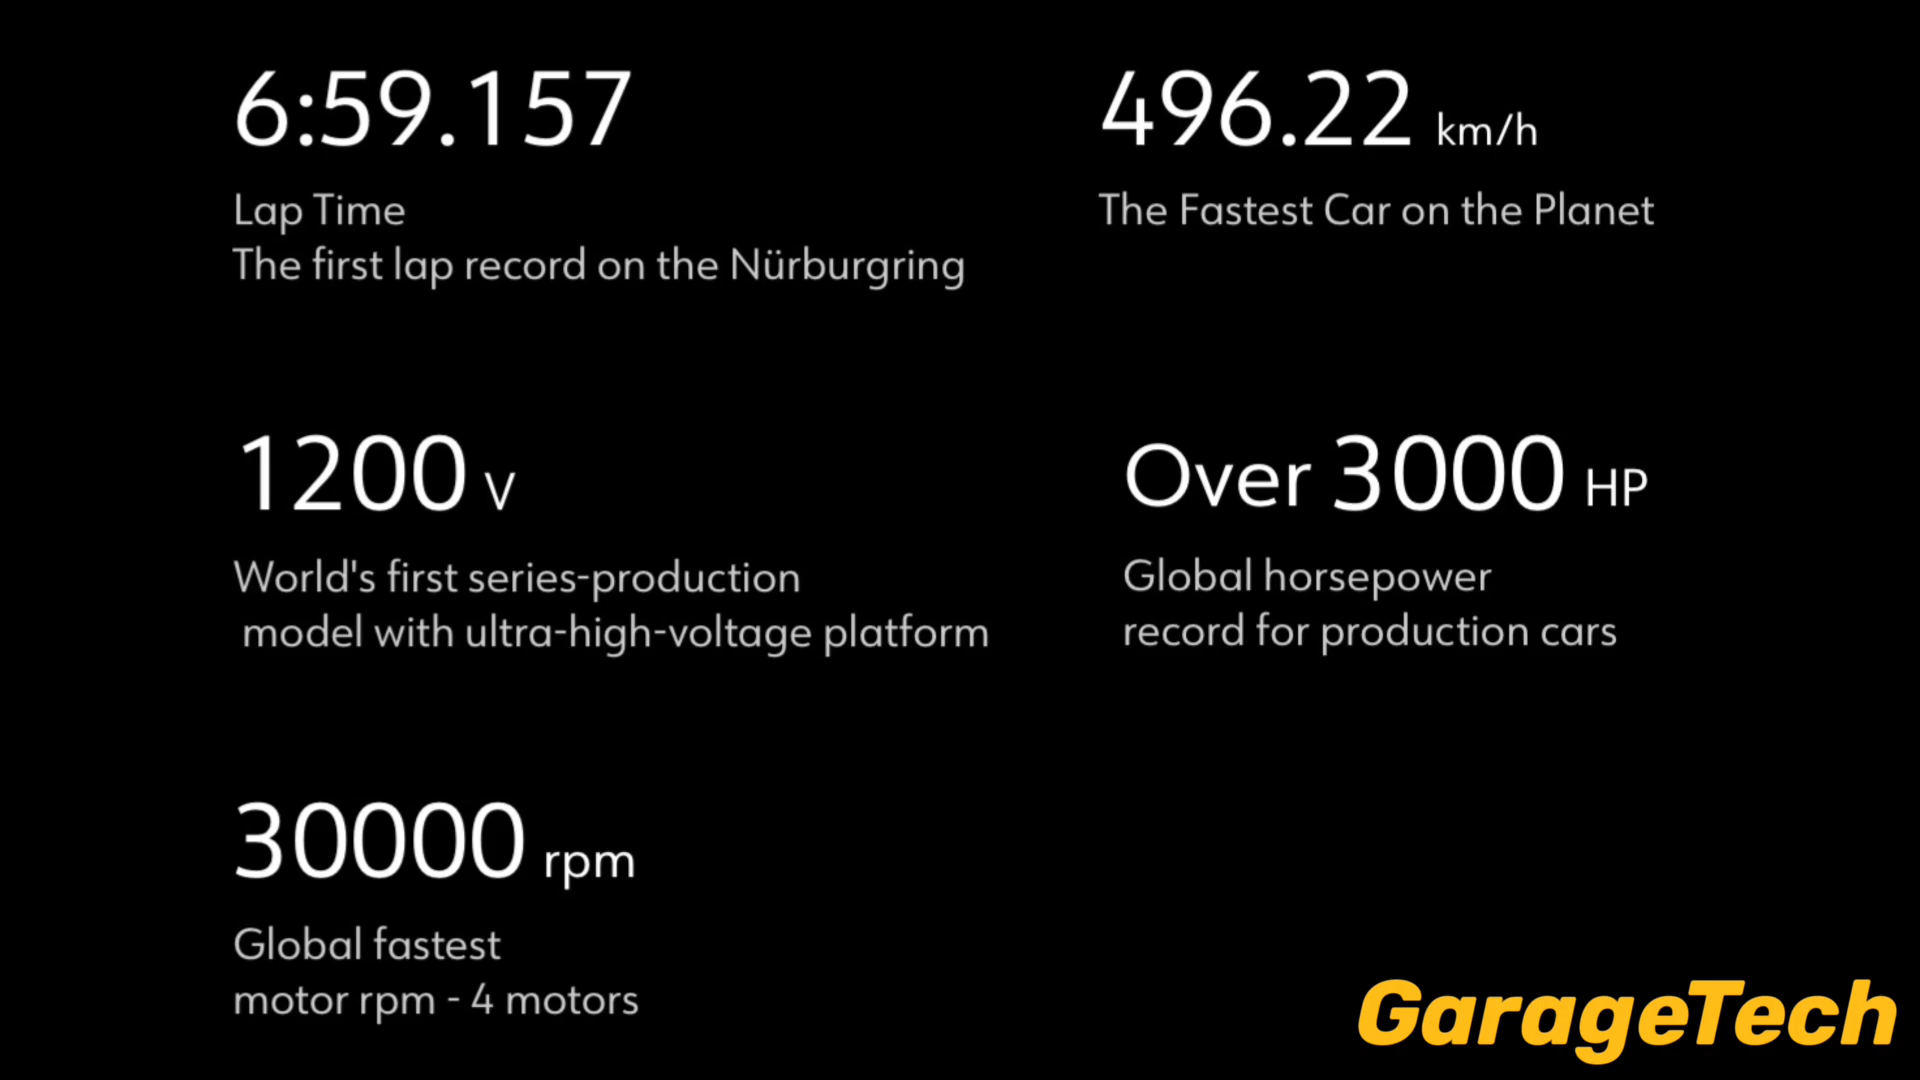 6:59.157
Lap Time
The first lap record on the Nürburgring
496.22 km/h
The Fastest Car on the Planet
1200 V
World's first series-production
model with ultra-high-voltage platform
Over 3000 HP
Global horsepower
record for production cars
30000 rpm
Global fastest
motor rpm - 4 motors
GarageTech